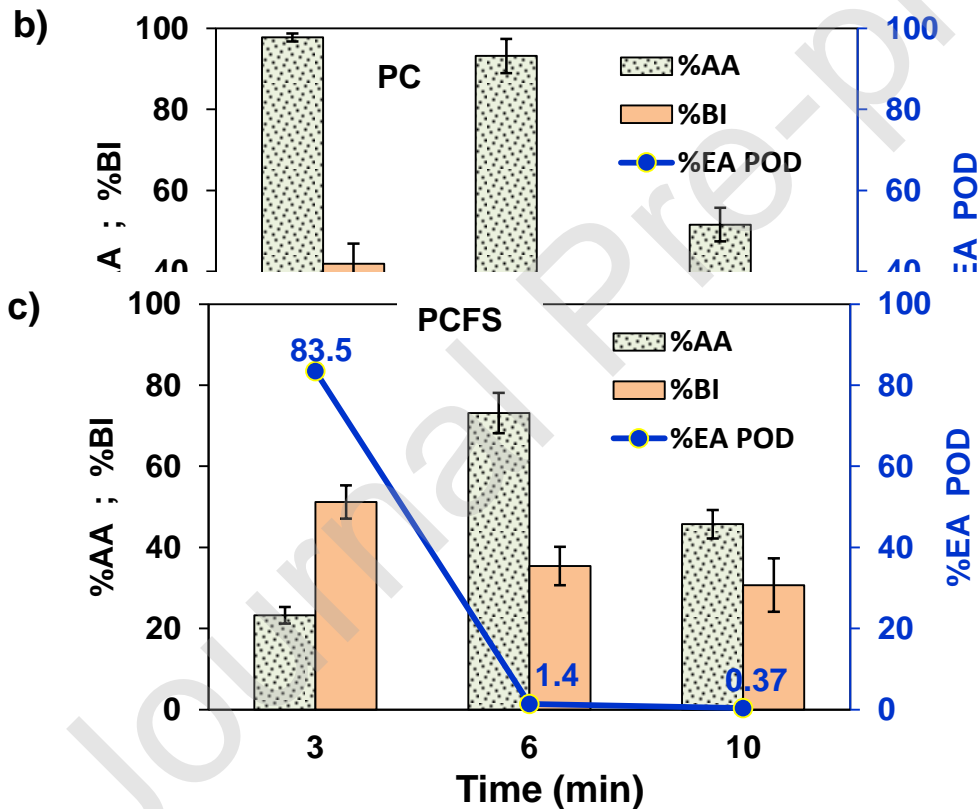 b)
100
80
60
40
AA ; %BI
PC
%AA
%BI
%EA POD
100
80
60
40
EA POD
c)
100
80
60
40
20
0
%AA ; %BI
PCFS
83.5
1.4
0.37
%AA
%BI
%EA POD
100
80
60
40
20
0
%EA POD
3 6 10
Time (min)
Journal Pre-p